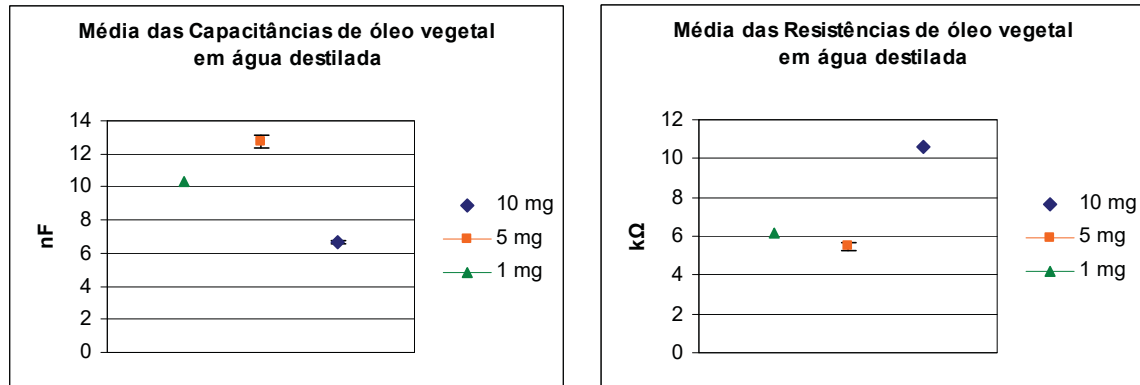 Média das Capacitâncias de óleo vegetal
em água destilada
14
12
10
8
6
4
2
0
nF
10 mg
5 mg
1 mg
Média das Resistências de óleo vegetal
em água destilada
12
10
8
6
4
2
0
kΩ
10 mg
5 mg
1 mg